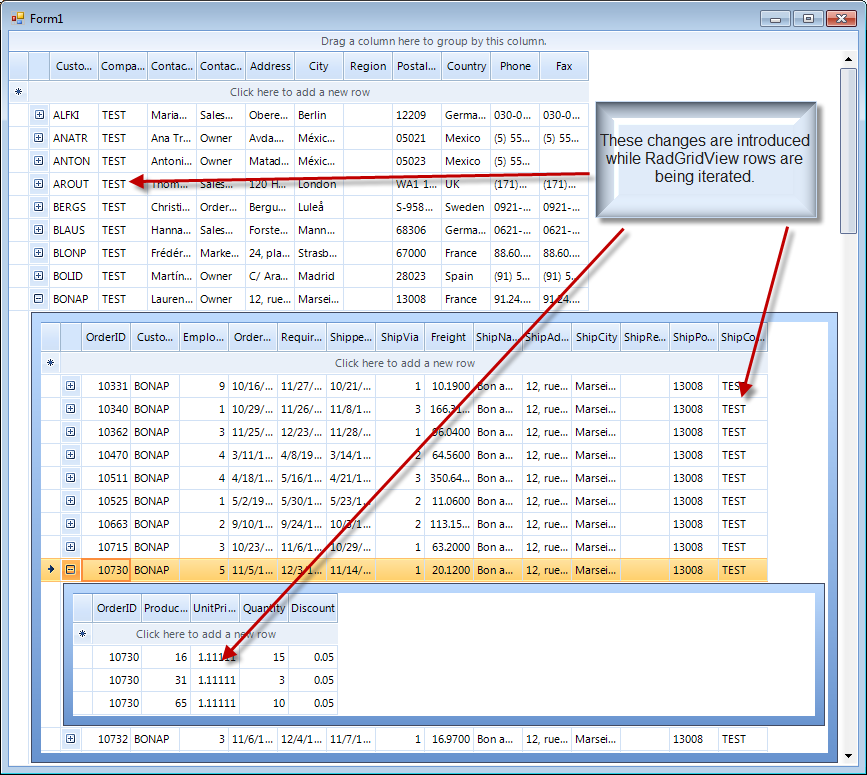 Form1
Drag a column here to group by this column.
Custo... Compa... Contac... Contac... Address City Region Postal... Country Phone Fax
Click here to add a new row
ALFKI TEST Maria... Sales... Obere... Berlin 12209 Germa... 030-0... 030-0...
ANATR TEST Ana Tr... Owner Avda.... Méxic... 05021 Mexico (5) 55... (5) 55...
ANTON TEST Antoni... Owner Matad... Méxic... 05023 Mexico (5) 55...
AROUT TEST Thom... Sales... 120 H... London WA1 1... UK (171)... (171)...
BERGS TEST Christi... Order... Bergu... Luleå S-958... Sweden 0921-... 0921-...
BLAUS TEST Hanna... Sales... Forste... Mann... 68306 Germa... 0621-... 0621-...
BLONP TEST Frédér... Marke... 24, pla... Strasb... 67000 France 88.60.... 88.60....
BOLID TEST Martín... Owner C/ Ara... Madrid 28023 Spain (91) 5... (91) 5...
BONAP TEST Lauren... Owner 12, rue... Marsei... 13008 France 91.24.... 91.24....
These changes are introduced
while RadGridView rows are
being iterated.
OrderID Custo... Emplo... Order... Requir... Shippe... ShipVia Freight ShipNa... ShipAd... ShipCity ShipRe... ShipPo... ShipCo...
Click here to add a new row
10331 BONAP 9 10/16/... 11/27/... 10/21/... 1 10.1900 Bon a... 12, rue... Marsei... 13008 TEST
10340 BONAP 1 10/29/... 11/26/... 11/8/1... 3 166.31... Bon a... 12, rue... Marsei... 13008 TEST
10362 BONAP 3 11/25/... 12/23/... 11/28/... 1 96.0400 Bon a... 12, rue... Marsei... 13008 TEST
10470 BONAP 4 3/11/1... 4/8/19... 3/14/1... 2 64.5600 Bon a... 12, rue... Marsei... 13008 TEST
10511 BONAP 4 4/18/1... 5/16/1... 4/21/1... 3 350.64... Bon a... 12, rue... Marsei... 13008 TEST
10525 BONAP 1 5/2/19... 5/30/1... 5/23/1... 2 11.0600 Bon a... 12, rue... Marsei... 13008 TEST
10663 BONAP 2 9/10/1... 9/24/1... 10/3/1... 2 113.15... Bon a... 12, rue... Marsei... 13008 TEST
10715 BONAP 3 10/23/... 11/6/1... 10/29/... 1 63.2000 Bon a... 12, rue... Marsei... 13008 TEST
10730 BONAP 5 11/5/1... 12/3/1... 11/14/... 1 20.1200 Bon a... 12, rue... Marsei... 13008 TEST
OrderID Produc... UnitPri... Quantity Discount
Click here to add a new row
10730 16 1.11111 15 0.05
10730 31 1.11111 3 0.05
10730 65 1.11111 10 0.05
10732 BONAP 3 11/6/1... 12/4/1... 11/7/1... 1 16.9700 Bon a... 12, rue... Marsei... 13008 TEST